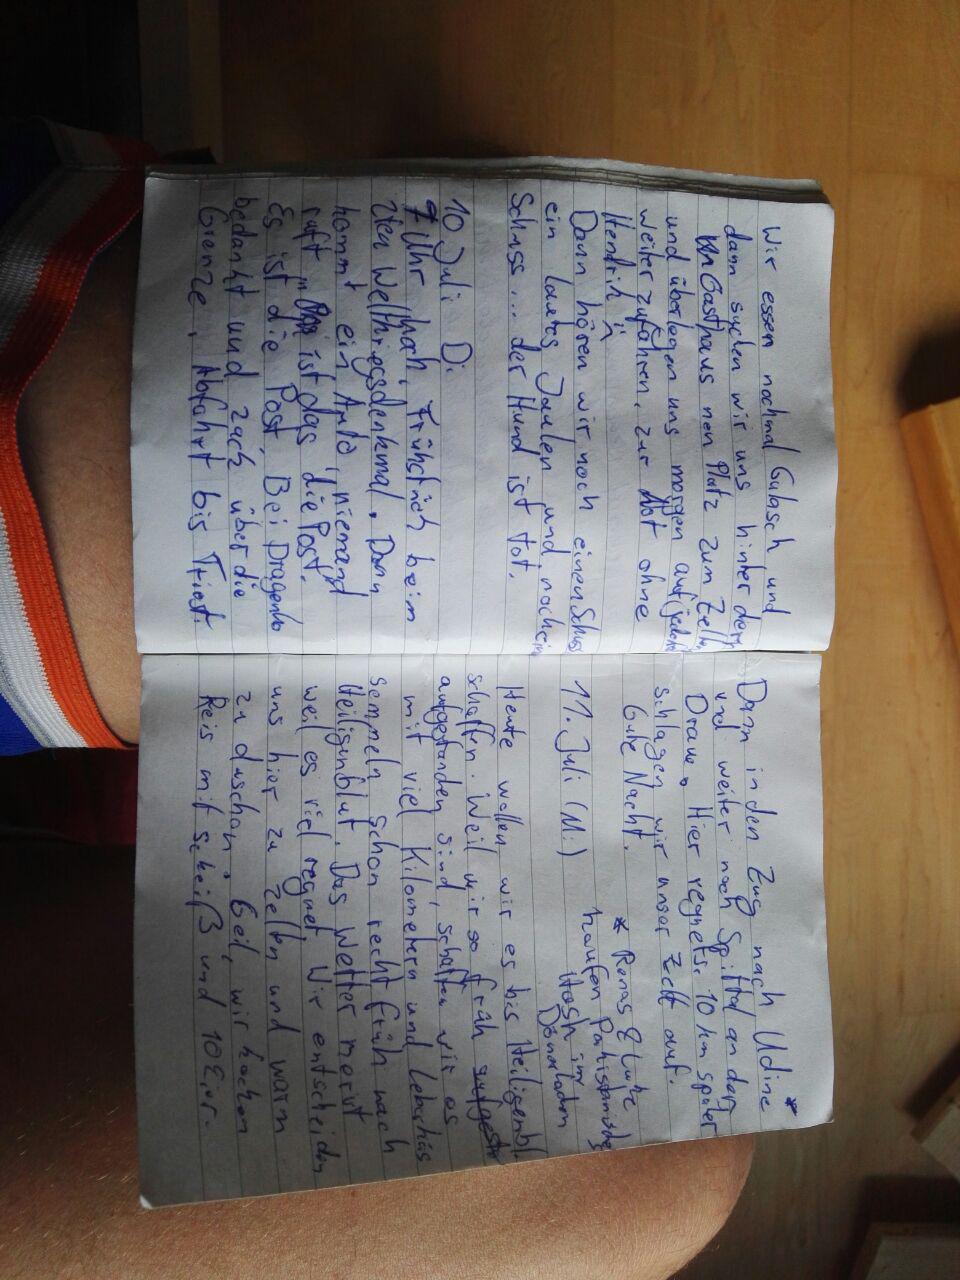 Wir essen nochmal Gulasch und
dann suchen wir uns hinter dem
Gasthaus nen Platz zum Zelten
und überlegen uns morgen auf jeden
weiter zufahren, zur Not ohne
Hendrik
Dann hören wir noch einen Schuss
ein lautes Jaulen und noch ein
Schuss... der Hund ist tot.
10 Juli Di
7 Uhr hoch, Frühstück beim
2ten Weltkriegsdenkmal. Dann
kommt ein Auto, niemand
ruft "
ist das die Post.
Es ist die Post. Bei Dragenko
bedankt und zack über die
Grenze, Abfahrt bis Triest.
Dann in den Zug nach Udine *
und weiter nach Spittal an der
Drau. Hier regnets. 10 km später
schlagen wir unser Zelt auf.
Gute Nacht.
*
haufen
Hash im
Dönerladen
11. Juli (Mi)
Heute wollen wir es bis Heiligenbl
schaffen. Weil wir so früh
aufgestanden sind, schaffen wir es
mit viel Kilometern und
Semmeln schon recht früh nach
Heiligenblut. Das Wetter nervt
weil es viel regnet. Wir entscheiden
uns hier zu zelten und warm
zu duschen. Geil, wir kochen
Reis mit scheiß und 10 Eier.